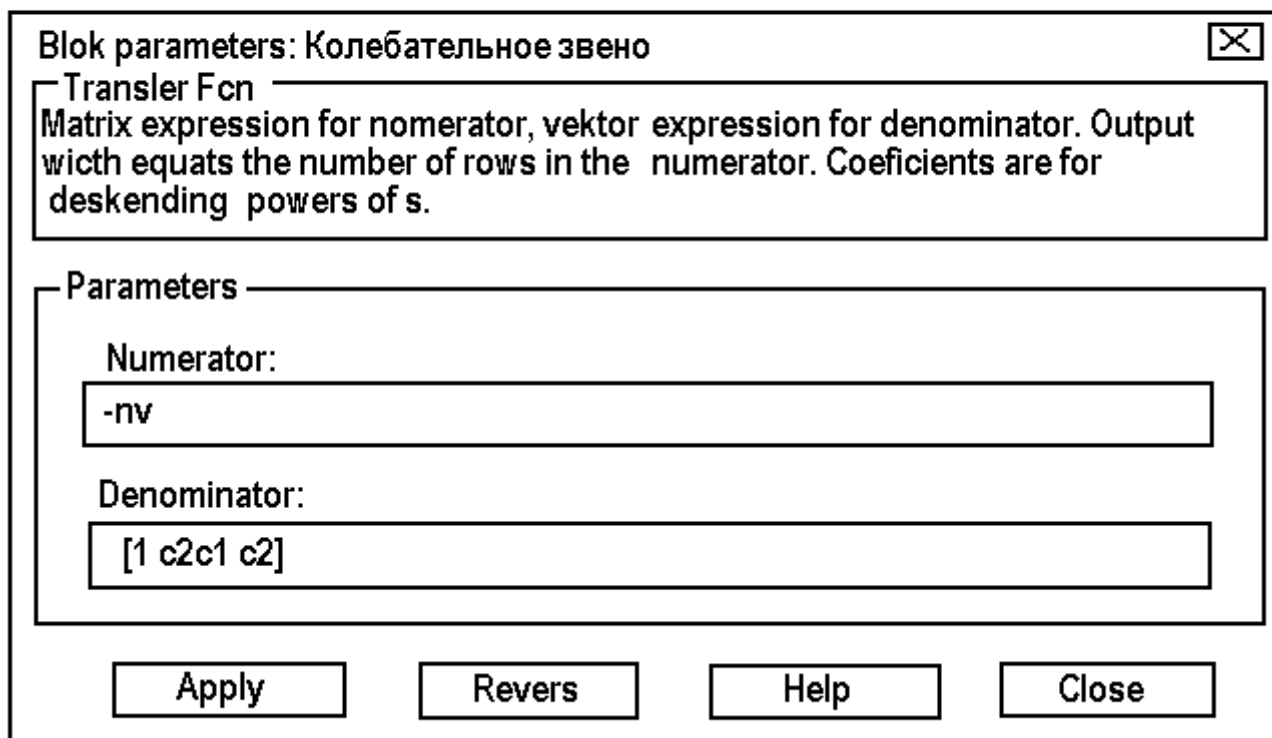 Blok parameters: Колебательное звено
Transler Fcn
Matrix expression for nomerator, vektor expression for denominator. Output
wicth equats the number of rows in the numerator. Coeficients are for
deskending powers of s.
Parameters
Numerator:
-nv
Denominator:
[1 c2c1 c2]
Apply
Revers
Help
Close